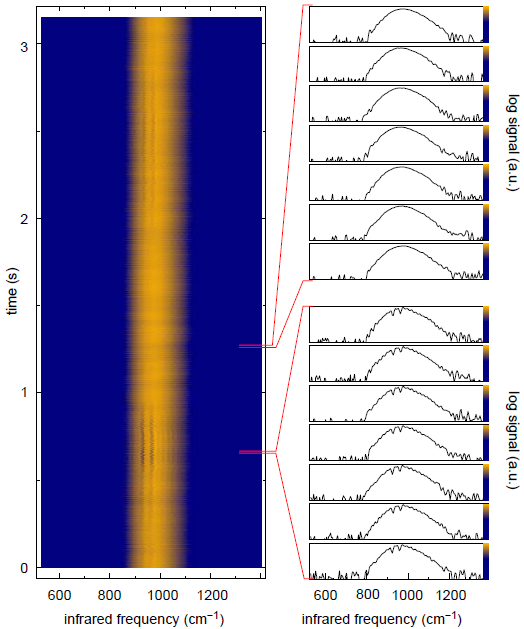 3
2
1
0
time (s)
600
800
1000
1200
infrared frequency (cm⁻¹)
log signal (a.u.)
log signal (a.u.)
600
800
1000
1200
infrared frequency (cm⁻¹)